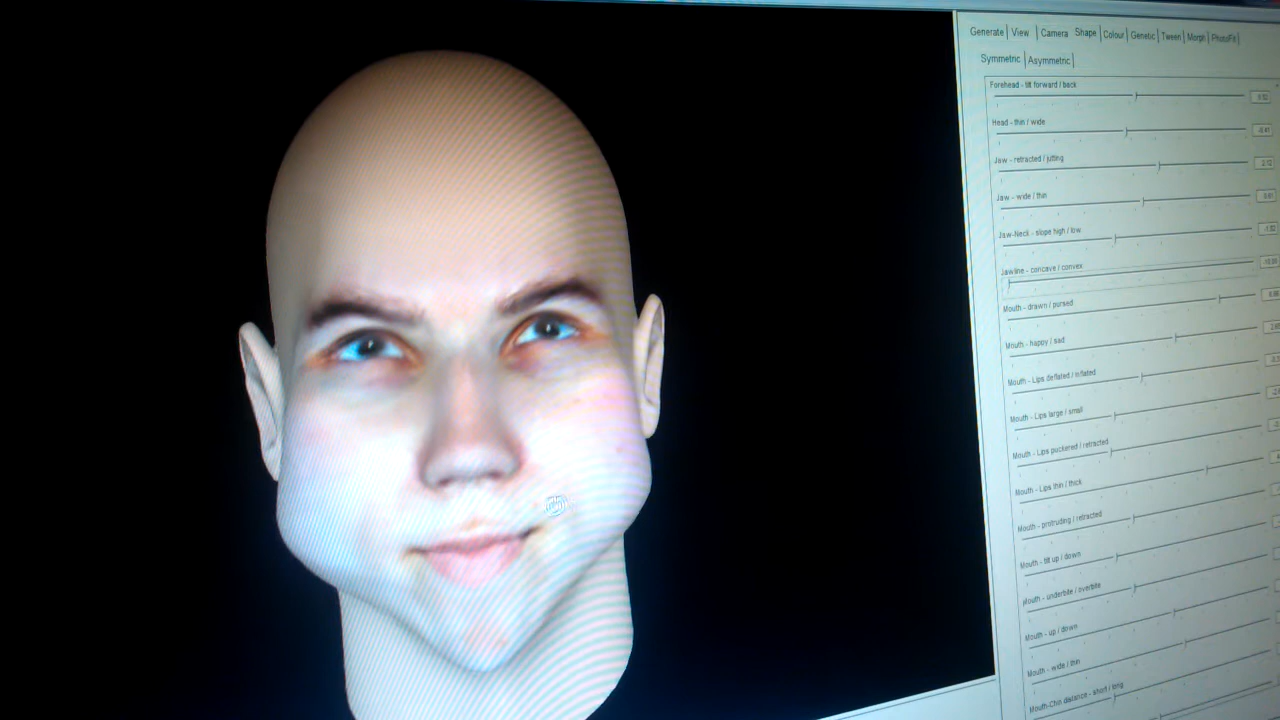 Generate View Camera Shape Colour Genetic Tween Morph PhotoFit
Symmetric Asymmetric
Forehead - tilt forward / back
Head - thin / wide
Jaw - retracted / jutting
Jaw - wide / thin
Jaw-Neck - slope high / low
Jawline - concave / convex
Mouth - drawn / pursed
Mouth - happy / sad
Mouth - Lips deflated / inflated
Mouth - Lips large / small
Mouth - Lips puckered / retracted
Mouth - Lips thin / thick
Mouth - protruding / retracted
Mouth - tilt up / down
Mouth - underbite / overbite
Mouth - up / down
Mouth - wide / thin
Mouth-Chin distance - short / long